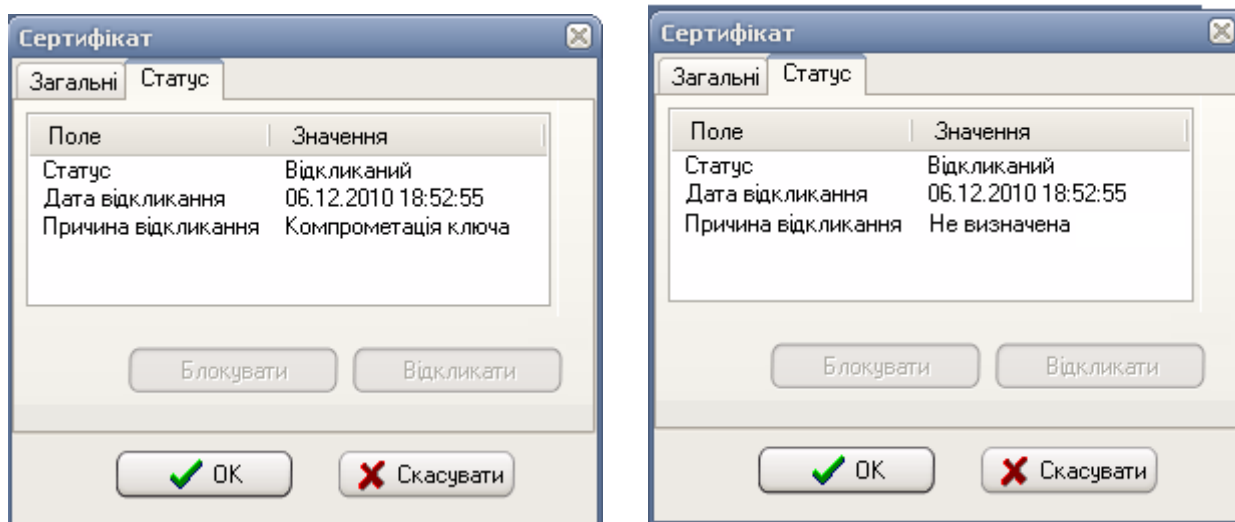 Сертифікат
Загальні Статус
Поле Значення
Статус Відкликаний
Дата відкликання 06.12.2010 18:52:55
Причина відкликання Компрометація ключа
Блокувати Відкликати
OK Скасувати
Сертифікат
Загальні Статус
Поле Значення
Статус Відкликаний
Дата відкликання 06.12.2010 18:52:55
Причина відкликання Не визначена
Блокувати Відкликати
OK Скасувати